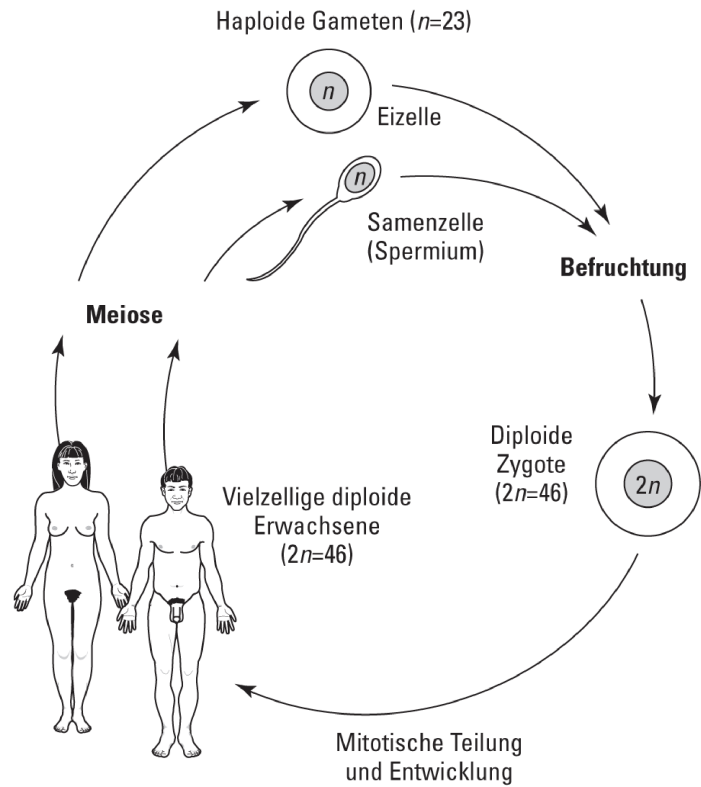 Haploide Gameten (n=23)
n
Eizelle
n
Samenzelle
(Spermium)
Befruchtung
Meiose
Diploide
Zygote
(2n=46)
2n
Vielzellige diploide
Erwachsene
(2n=46)
Mitotische Teilung
und Entwicklung